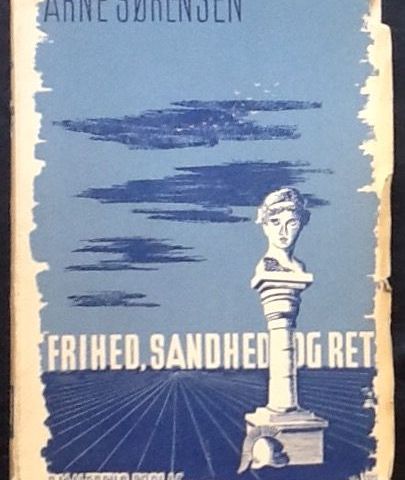 ARNE SØRENSEN
FRIHED, SANDHED OG RET